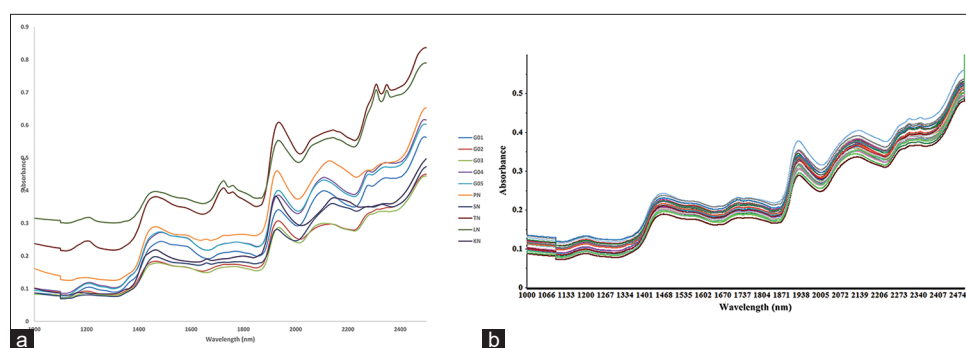 0.9
0.8
0.7
0.6
0.5
0.4
0.3
0.2
0.1
0
Absorbance
1000 1200 1400 1600 1800 2000 2200 2400
Wavelength (nm)
G01
G02
G03
G04
G05
PN
SN
TN
LN
KN
a
0.5
0.4
0.3
0.2
0.1
0
Absorbance
1000 1066 1133 1200 1267 1334 1401 1468 1535 1602 1670 1737 1804 1871 1938 2005 2072 2139 2206 2273 2340 2407 2474
Wavelength (nm)
b